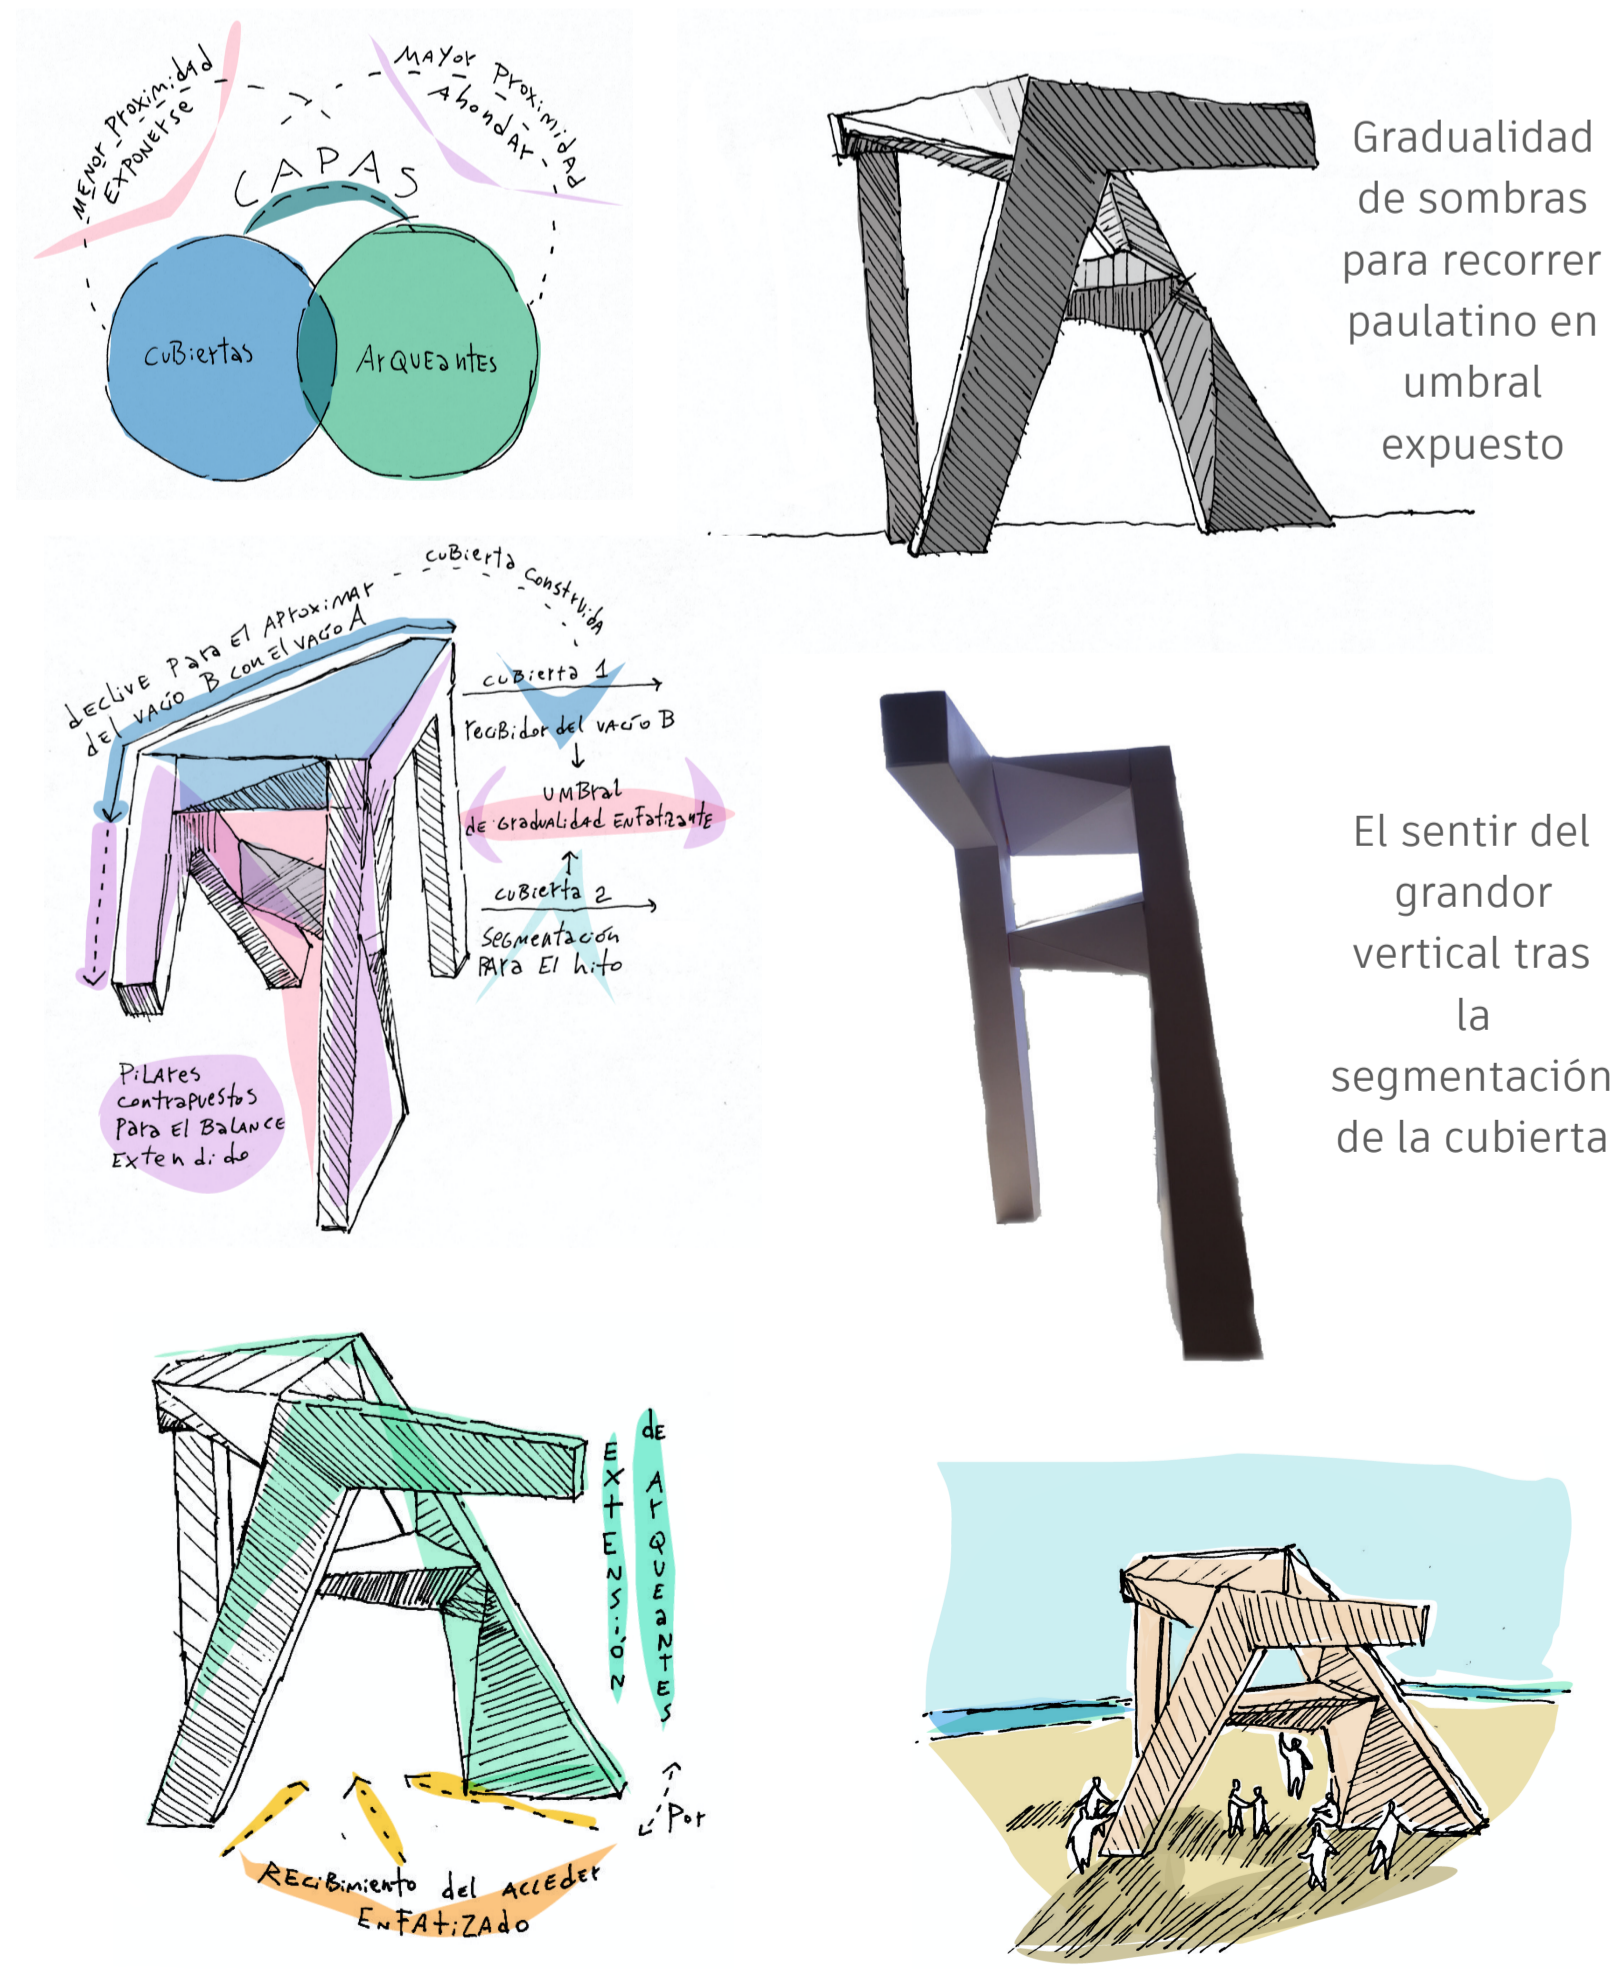 MENor Proximidad
EXPONErSE
MAYor Proximidad
AhondAr
CAPAS
CuBiertas
ArQUEantES
Gradualidad
de sombras
para recorrer
paulatino en
umbral
expuesto
cuBierta construida
dECLIVE Para El APrOximAr
del VACÍO B con El VACÍO A
cuBierta 1
recBidor del VACÍO B
UMBral
dE Gradualidad EnFatizantE
cuBierta 2
SEGMentación
PAra El hito
PiLAres
contrapuestos
Para El BaLANCE
Extendido
El sentir del
grandor
vertical tras
la
segmentación
de la cubierta
EXtENSión
dE ArQUEaNtES
Por
RECiBimiento del ACCEder
ENFAtiZAdo